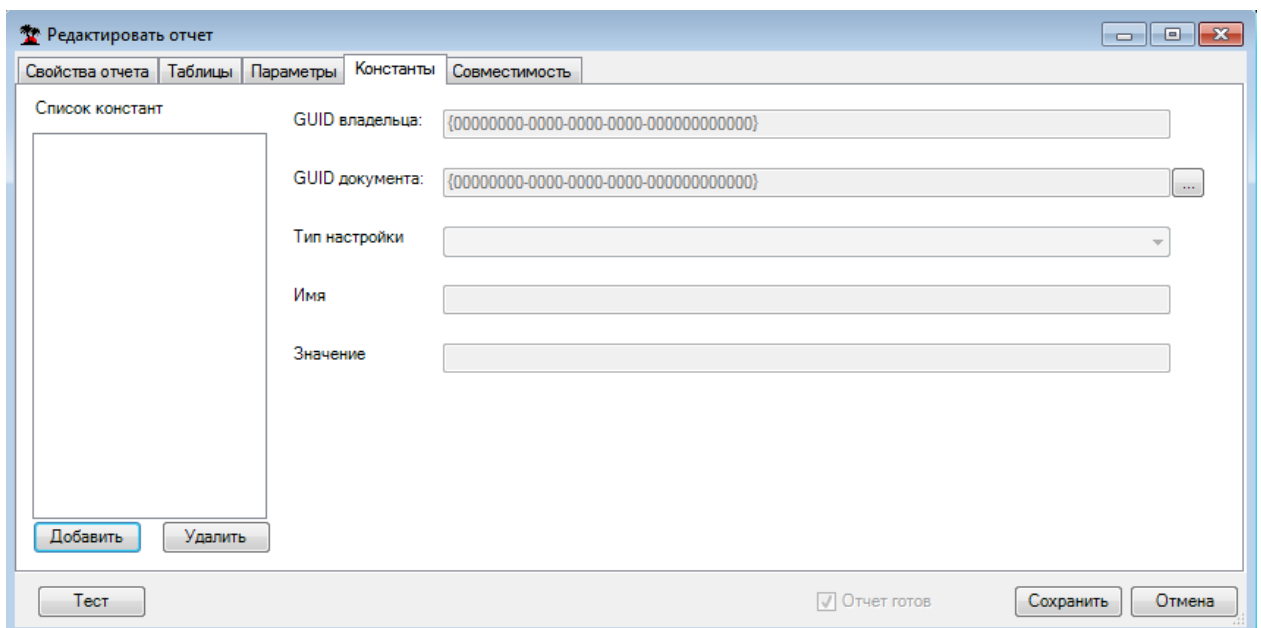 Редактировать отчет
Свойства отчета Таблицы Параметры Константы Совместимость
Список констант
GUID владельца: {00000000-0000-0000-0000-000000000000}
GUID документа: {00000000-0000-0000-0000-000000000000} ...
Тип настройки
Имя
Значение
Добавить Удалить
Тест Отчет готов Сохранить Отмена